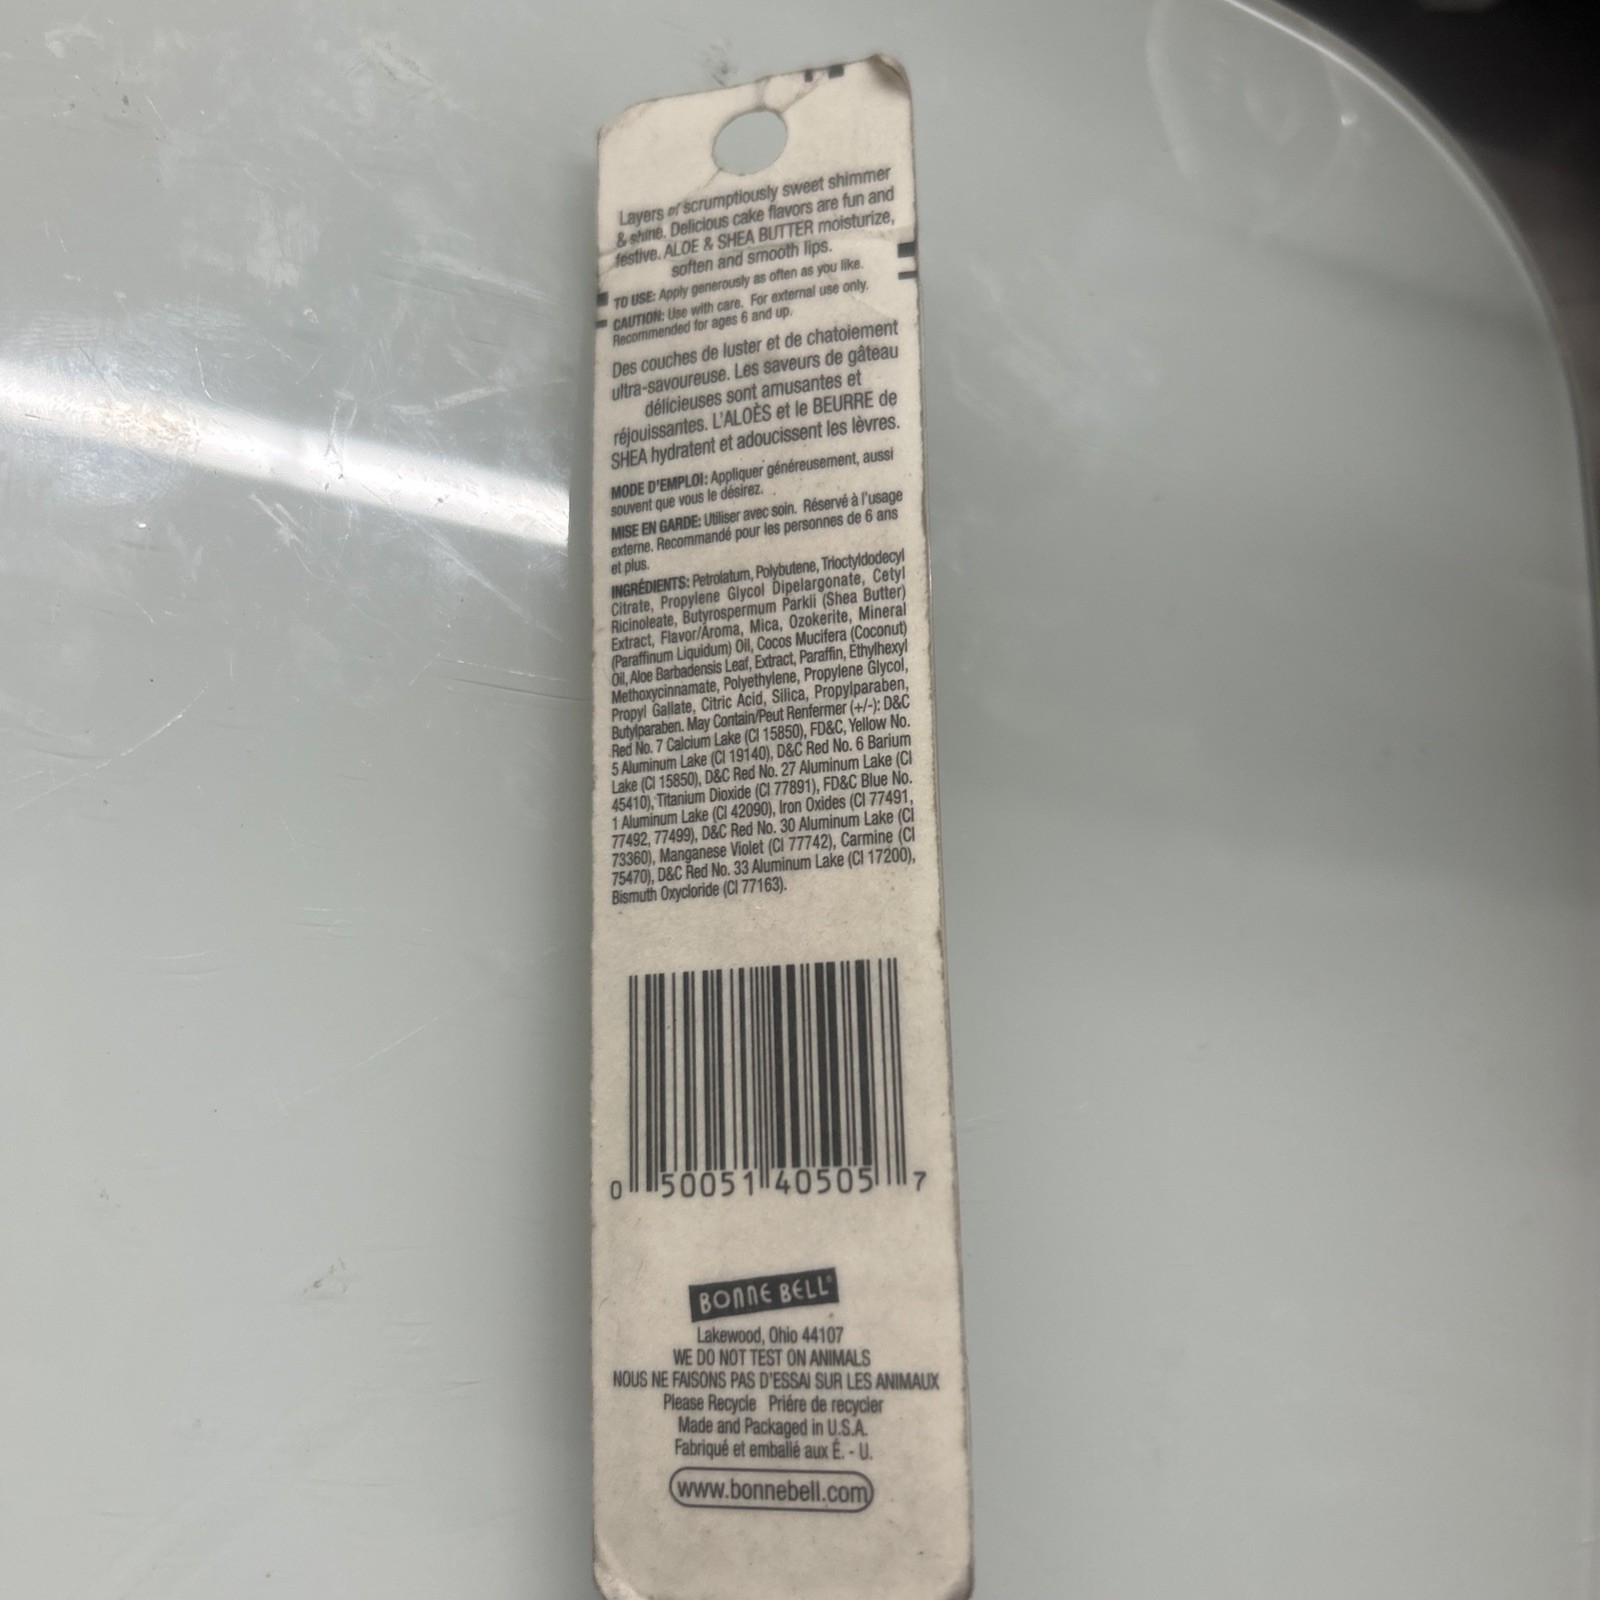 Layers of scrumptiously sweet shimmer
& shine. Delicious cake flavors are fun and
festive. ALOE & SHEA BUTTER moisturize,
soften and smooth lips.
TO USE: Apply generously as often as you like.
CAUTION: Use with care. For external use only.
Recommended for ages 6 and up.
Des couches de luster et de chatoiement
ultra-savoureuse. Les saveurs de gâteau
délicieuses sont amusantes et
réjouissantes. L'ALOÈS et le BEURRE de
SHEA hydratent et adoucissent les lèvres.
MODE D'EMPLOI: Appliquer généreusement, aussi
souvent que vous le désirez.
MISE EN GARDE: Utiliser avec soin. Réservé à l'usage
externe. Recommandé pour les personnes de 6 ans
et plus.
INGRÉDIENTS: Petrolatum, Polybutene, Trioctyldodecyl
Citrate, Propylene Glycol Dipelargonate, Cetyl
Ricinoleate, Butyrospermum Parkii (Shea Butter)
Extract, Flavor/Aroma, Mica, Ozokerite, Mineral
(Paraffinum Liquidum) Oil, Cocos Mucifera (Coconut)
Oil, Aloe Barbadensis Leaf, Extract, Paraffin, Ethylhexyl
Methoxycinnamate, Polyethylene, Propylene Glycol,
Propyl Gallate, Citric Acid, Silica, Propylparaben,
Butylparaben. May Contain/Peut Renfermer (+/-): D&C
Red No. 7 Calcium Lake (CI 15850), FD&C, Yellow No.
5 Aluminum Lake (CI 19140), D&C Red No. 6 Barium
Lake (CI 15850), D&C Red No. 27 Aluminum Lake (CI
45410), Titanium Dioxide (CI 77891), FD&C Blue No.
1 Aluminum Lake (CI 42090), Iron Oxides (CI 77491,
77492, 77499), D&C Red No. 30 Aluminum Lake (CI
73360), Manganese Violet (CI 77742), Carmine (CI
75470), D&C Red No. 33 Aluminum Lake (CI 17200),
Bismuth Oxycloride (CI 77163).
0 50051 40505 7
BONNE BELL®
Lakewood, Ohio 44107
WE DO NOT TEST ON ANIMALS
NOUS NE FAISONS PAS D'ESSAI SUR LES ANIMAUX
Please Recycle Priére de recycler
Made and Packaged in U.S.A.
Fabriqué et emballé aux É. - U.
www.bonnebell.com